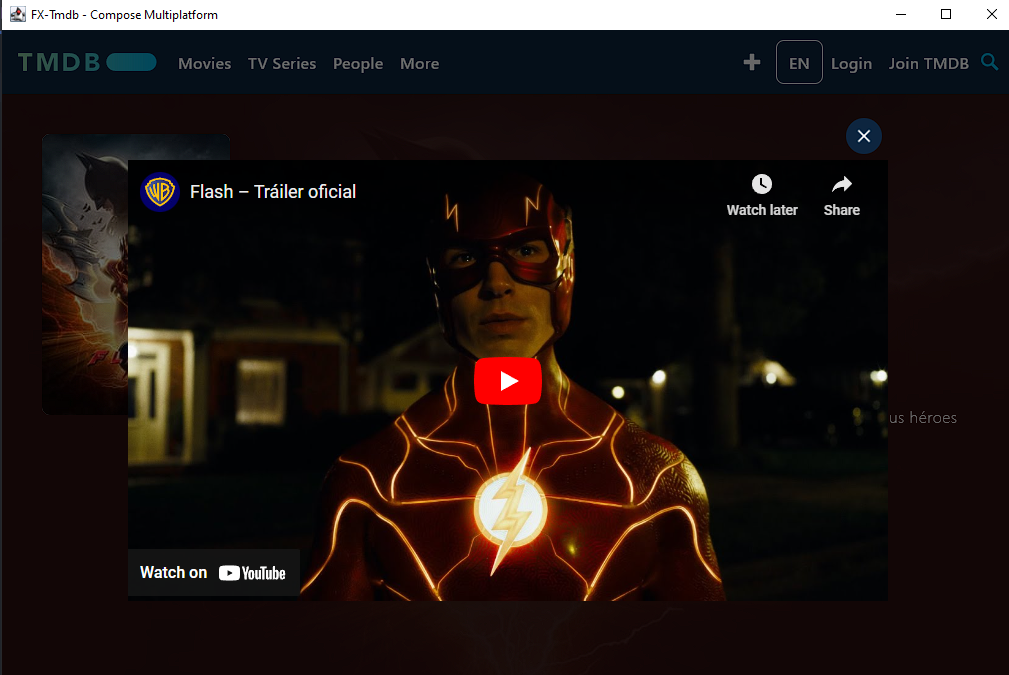 FX-Tmdb - Compose Multiplatform
TMDB Movies TV Series People More EN Login Join TMDB
Flash – Tráiler oficial
Watch later Share
us héroes
Watch on YouTube